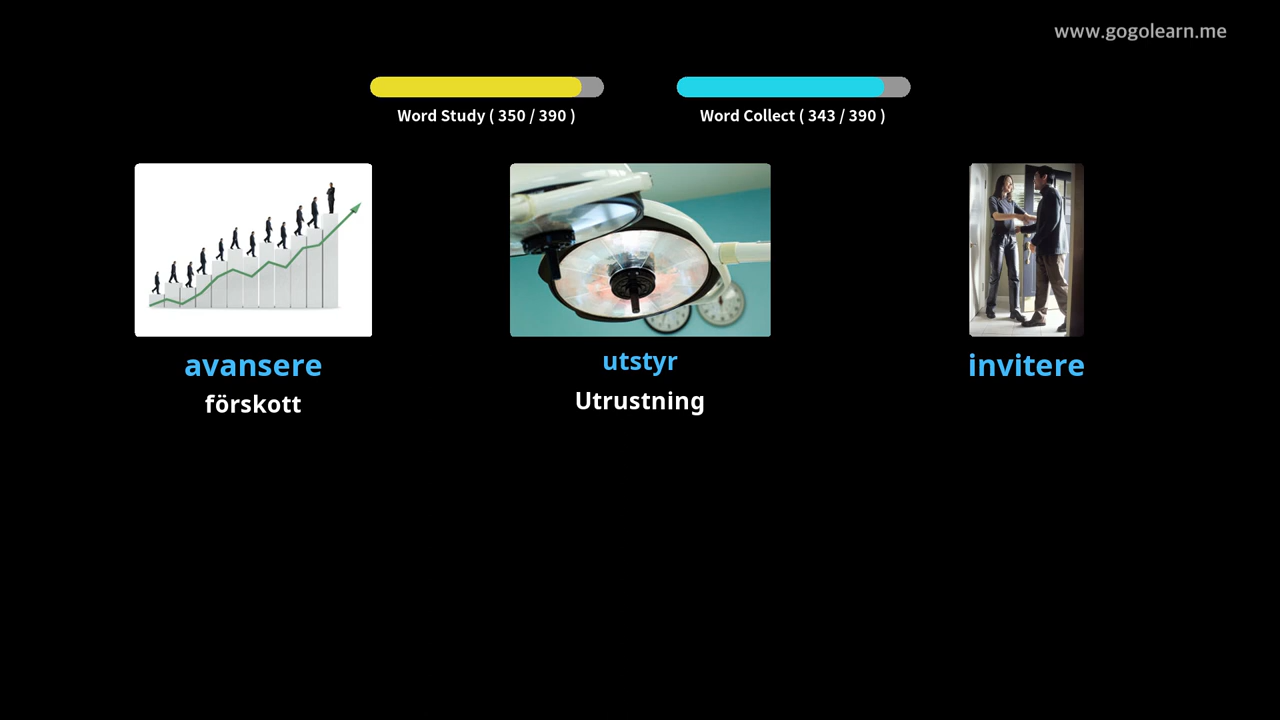 www.gogolearn.me
Word Study ( 350 / 390 )
Word Collect ( 343 / 390 )
avansere
förskott
utstyr
Utrustning
invitere